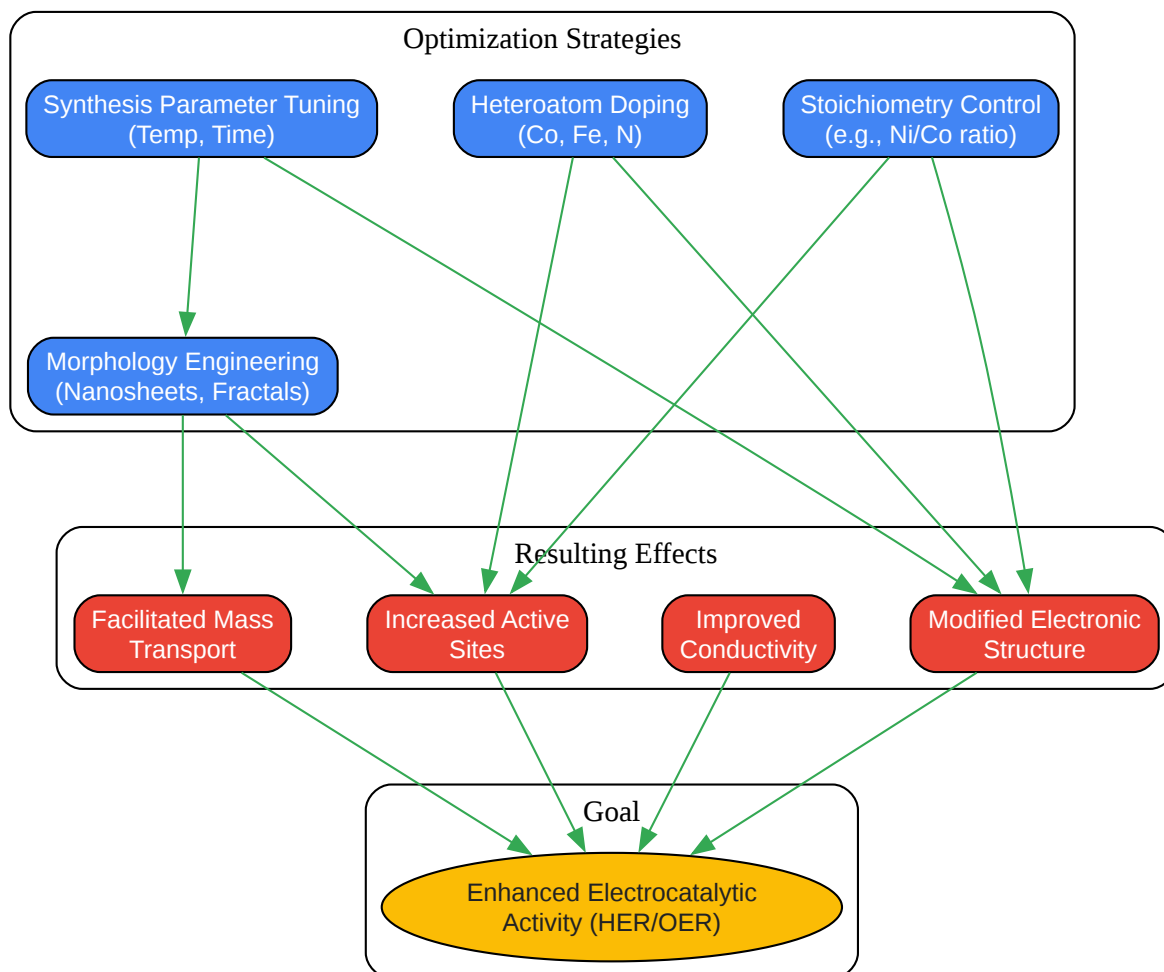 Optimization Strategies
Synthesis Parameter Tuning
(Temp, Time)
Heteroatom Doping
(Co, Fe, N)
Stoichiometry Control
(e.g., Ni/Co ratio)
Morphology Engineering
(Nanosheets, Fractals)
Resulting Effects
Facilitated Mass
Transport
Increased Active
Sites
Improved
Conductivity
Modified Electronic
Structure
Goal
Enhanced Electrocatalytic
Activity (HER/OER)